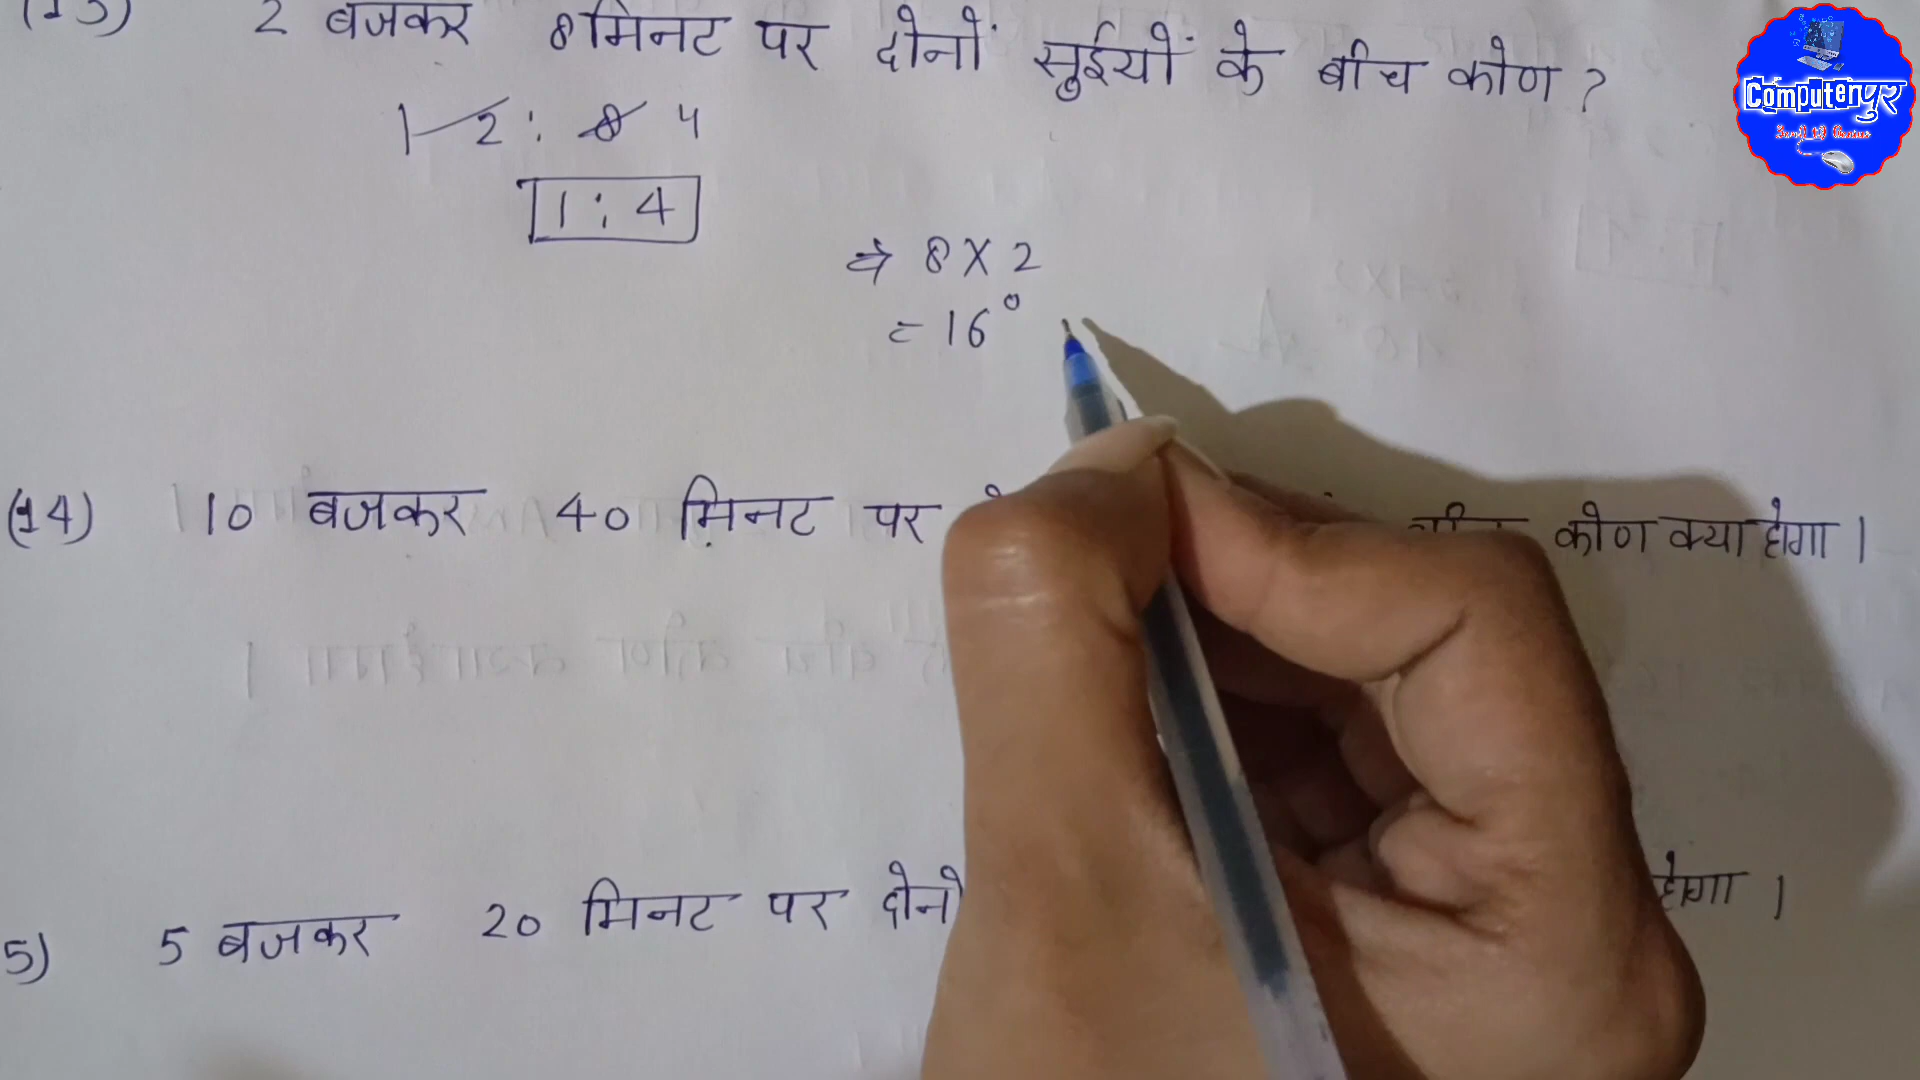 (13) 2 बजकर 8 मिनट पर दोनों सुईयों के बीच कोण ?
1 2 : 8 4
1 : 4
⇒ 8 X 2
= 16°
(14) 10 बजकर 40 मिनट पर कोण क्या होगा ।
5) 5 बजकर 20 मिनट पर दोनो होगा ।
Computerपुर